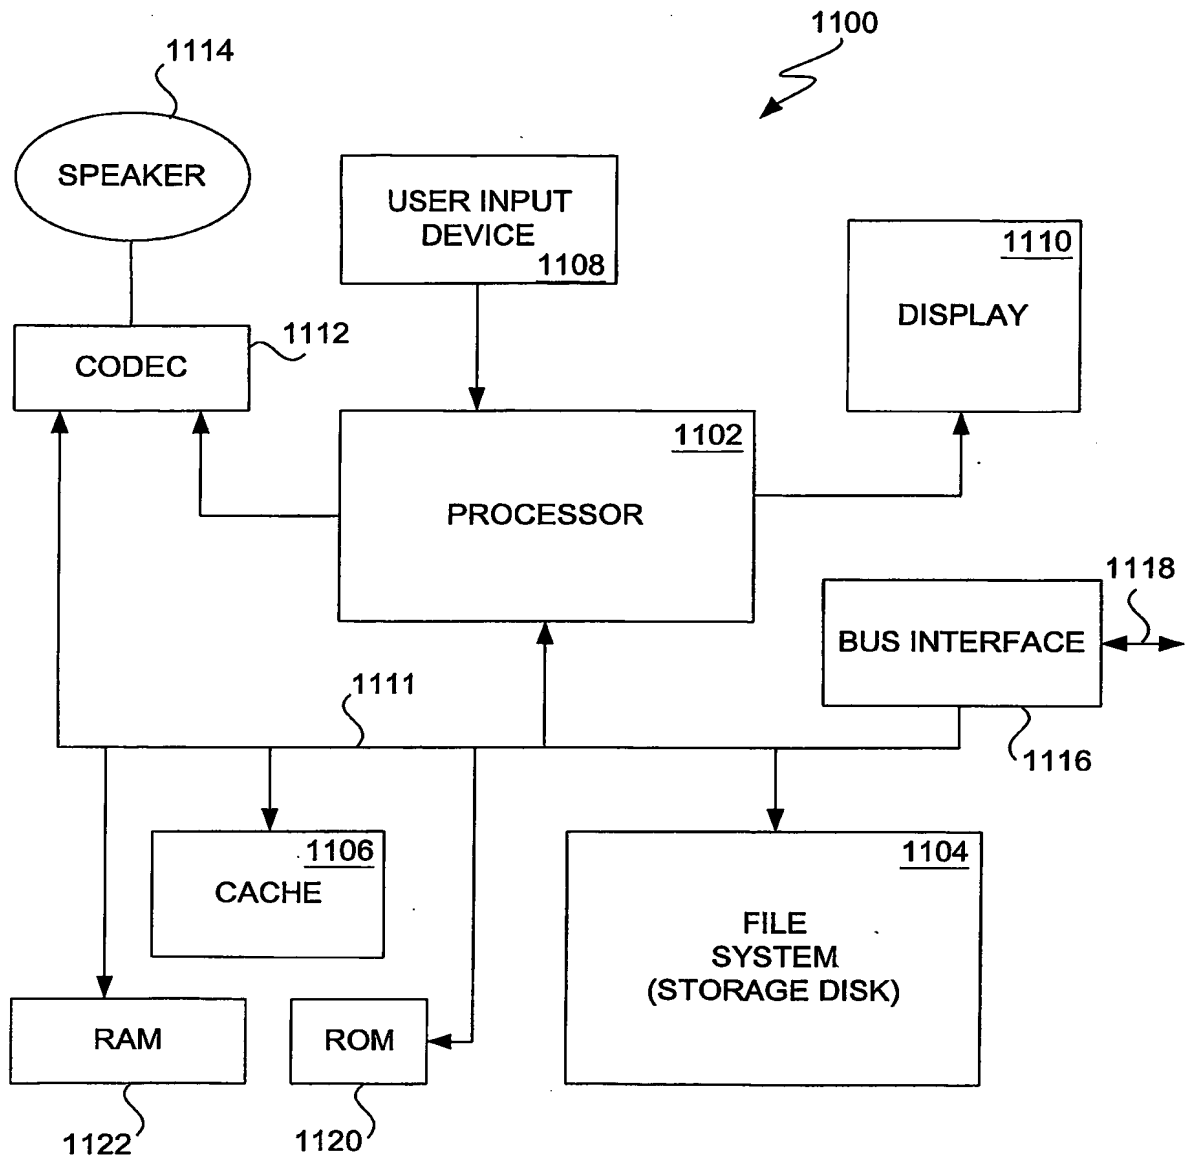 1100
1114
SPEAKER
USER INPUT
DEVICE
1108
1110
DISPLAY
1112
CODEC
1102
PROCESSOR
1118
BUS INTERFACE
1111
1116
1106
CACHE
1104
FILE
SYSTEM
(STORAGE DISK)
RAM
ROM
1122
1120